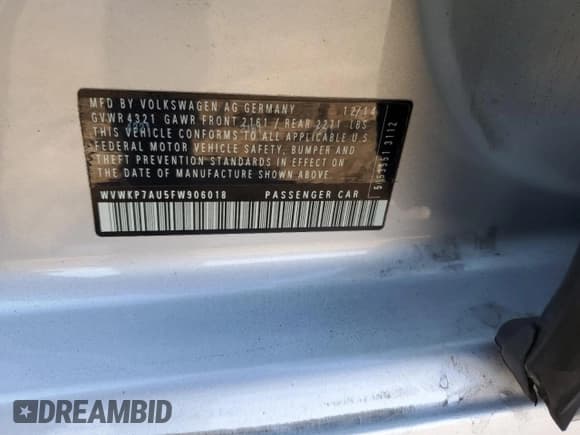 MFD BY VOLKSWAGEN AG GERMANY 12/14
GVWR 4321 GAWR FRONT 2161 / REAR 2211 LBS
THIS VEHICLE CONFORMS TO ALL APPLICABLE U.S
FEDERAL MOTOR VEHICLE SAFETY, BUMPER AND
THEFT PREVENTION STANDARDS IN EFFECT ON
THE DATE OF MANUFACTURE SHOWN ABOVE.
WVWKP7AU5FW906018 PASSENGER CAR
3112
DREAMBID